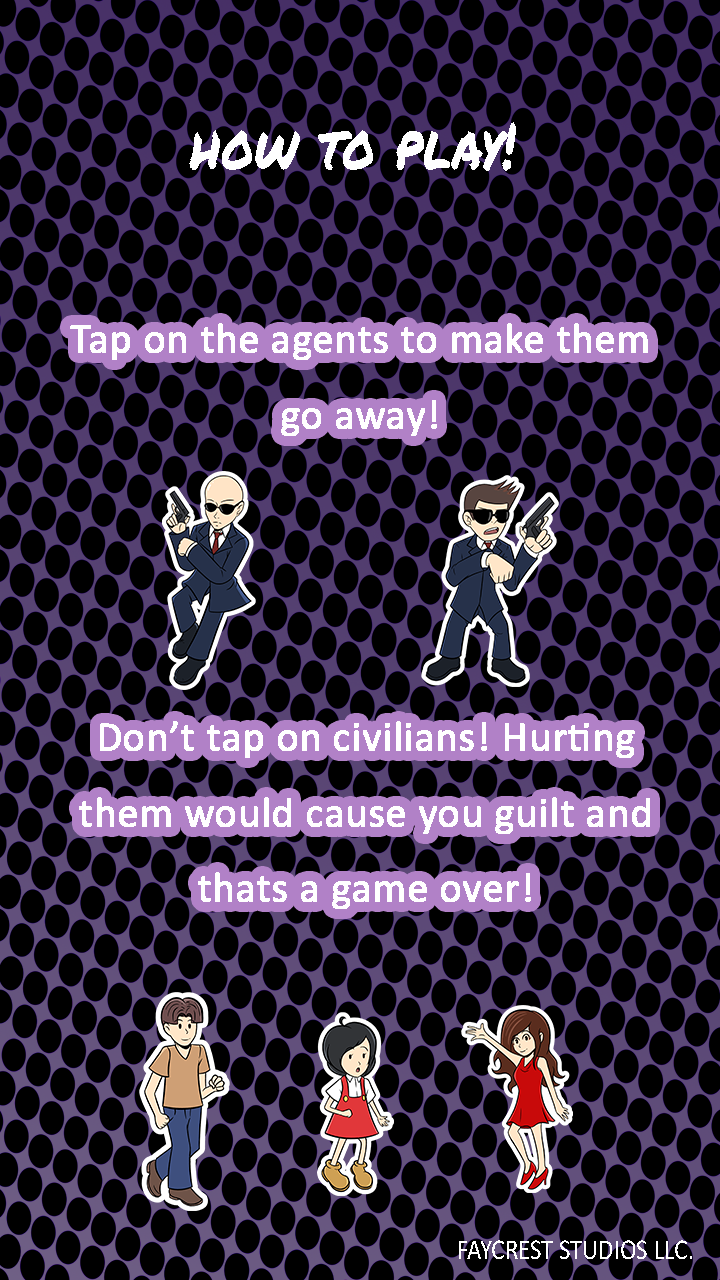 HOW TO PLAY!
Tap on the agents to make them
go away!
Don’t tap on civilians! Hurting
them would cause you guilt and
thats a game over!
FAYCREST STUDIOS LLC.